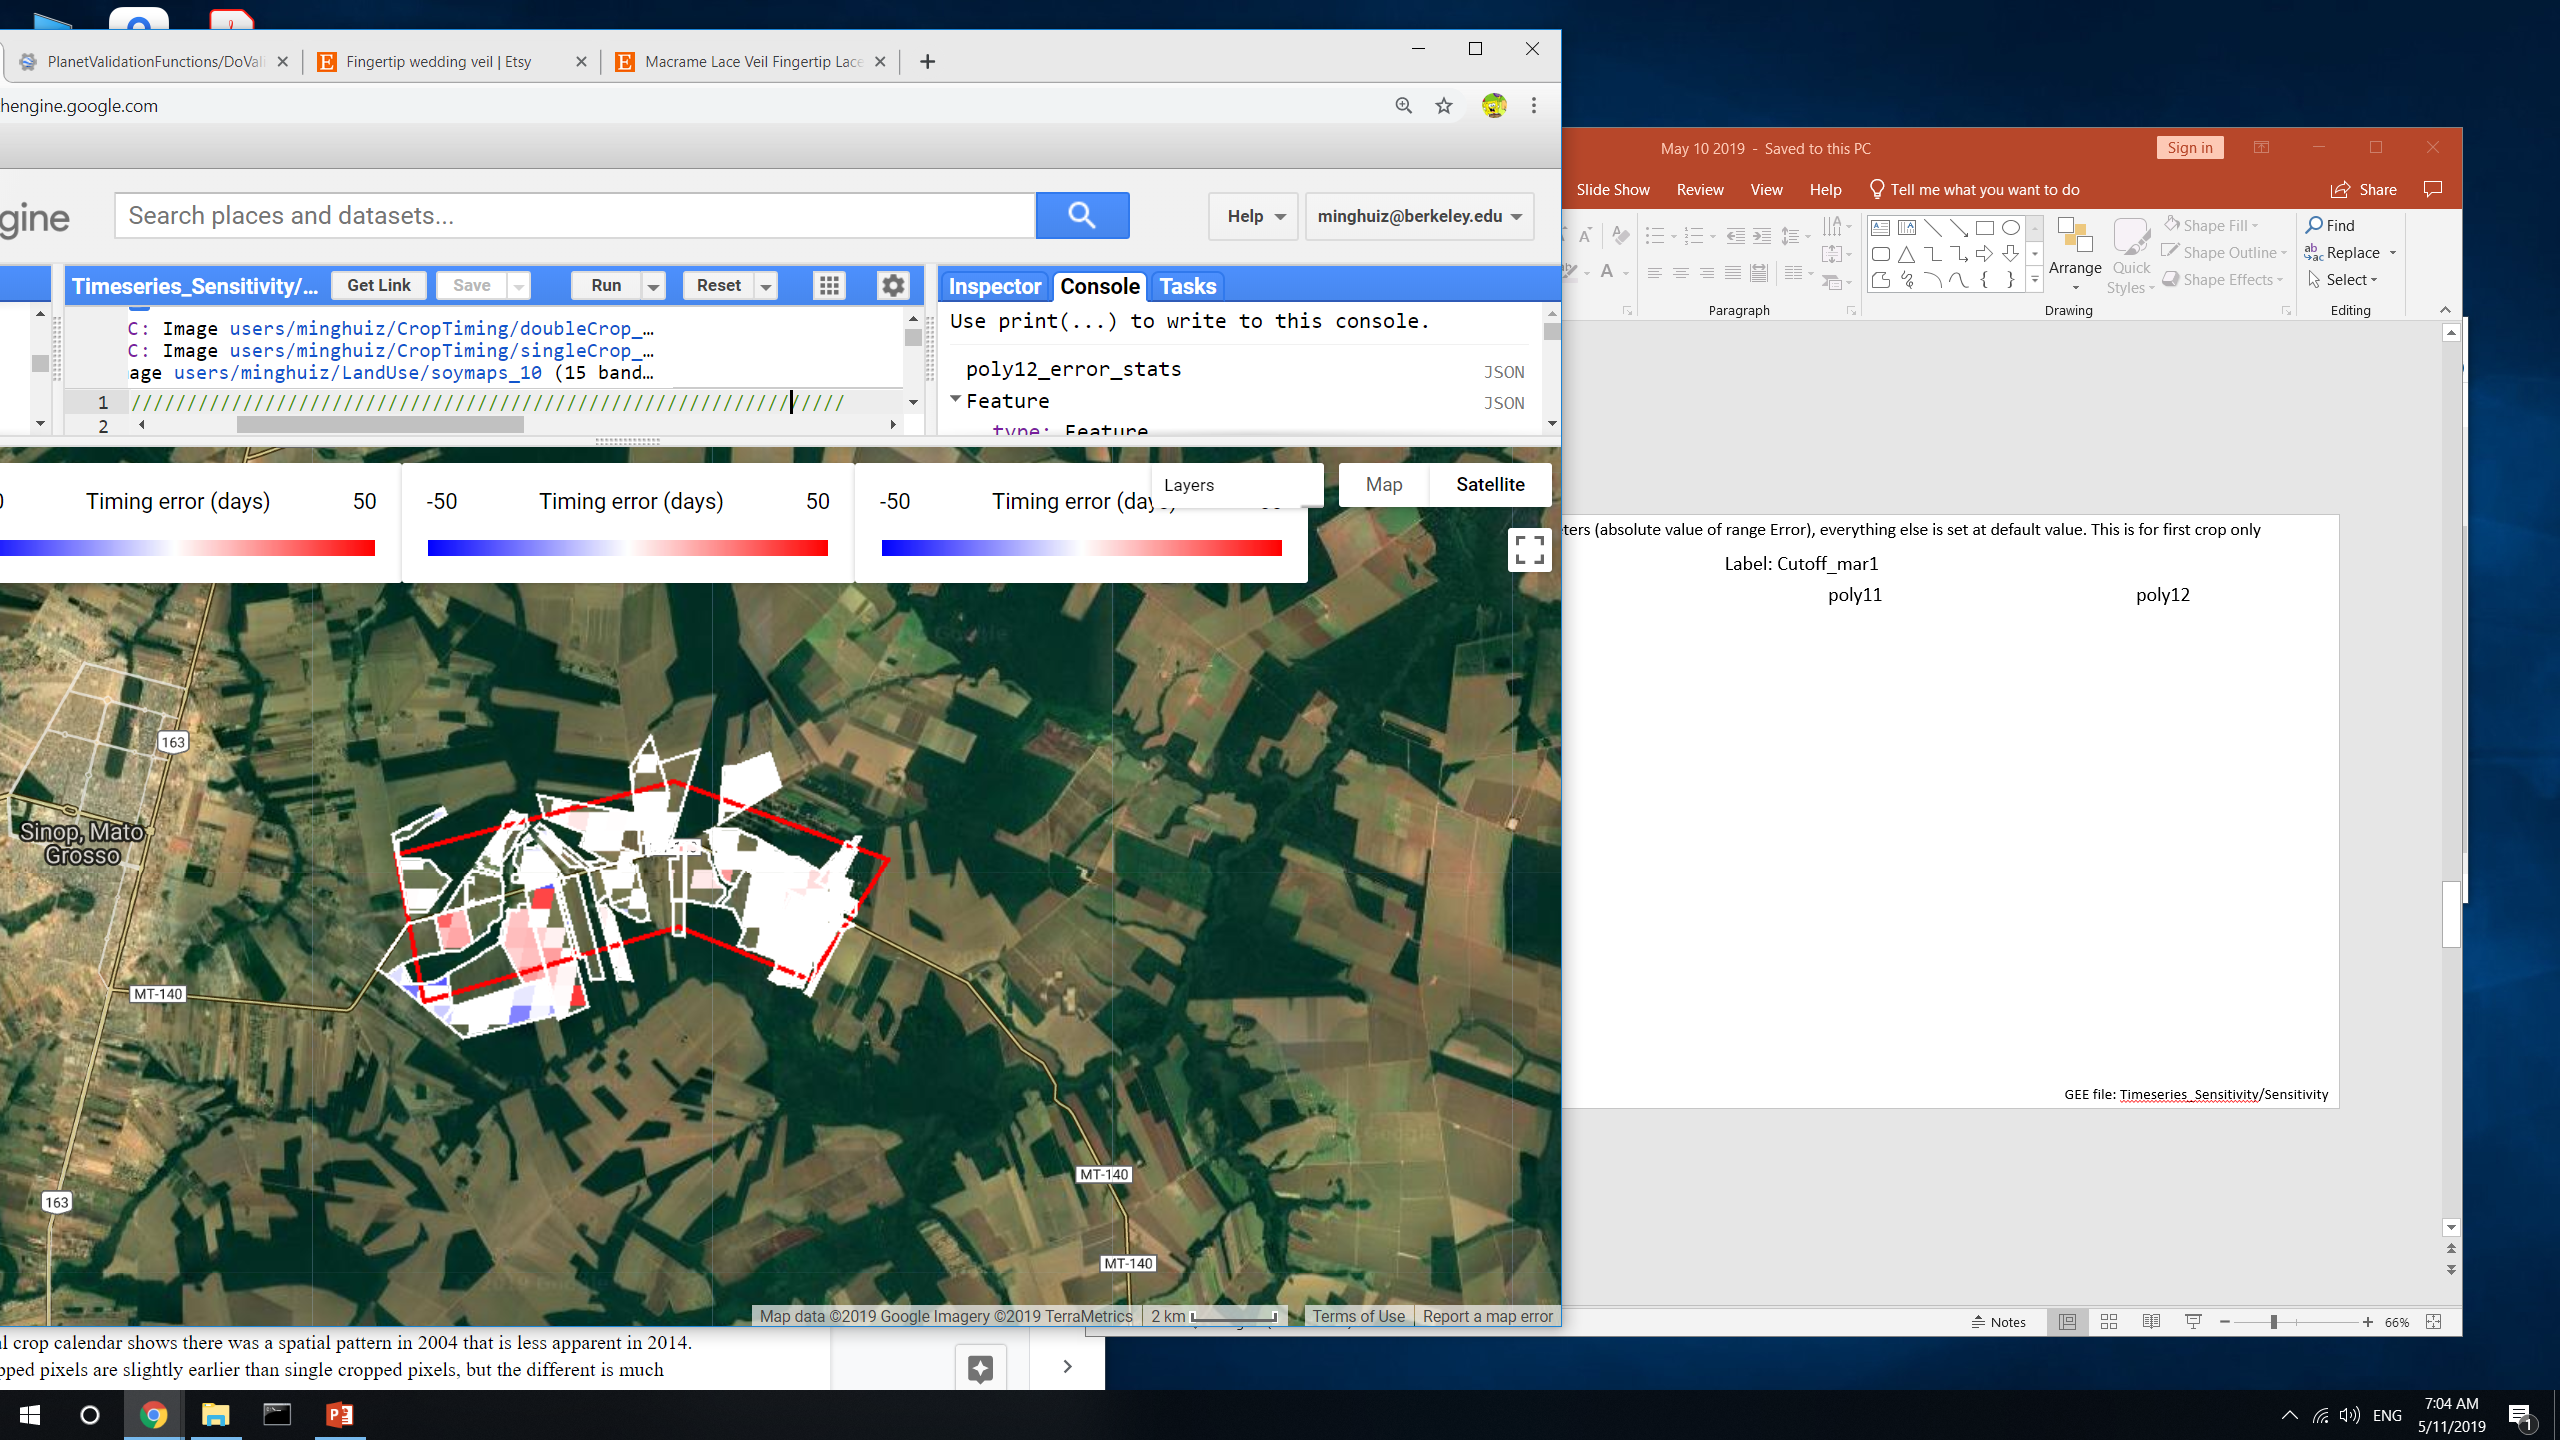 PlanetValidationFunctions/DoVali
Fingertip wedding veil | Etsy
Macrame Lace Veil Fingertip Lace
hengine.google.com
gine
Search places and datasets...
Help
minghuiz@berkeley.edu
Timeseries_Sensitivity/...
Get Link
Save
Run
Reset
Inspector
Console
Tasks
C: Image users/minghuiz/CropTiming/doubleCrop_…
C: Image users/minghuiz/CropTiming/singleCrop_…
age users/minghuiz/LandUse/soymaps_10 (15 band…
1
2
Use print(...) to write to this console.
poly12_error_stats
JSON
Feature
JSON
type: Feature
Timing error (days)
50
-50
Timing error (days)
50
-50
Timing error (day
Layers
Map
Satellite
163
Sinop, Mato
Grosso
MT-140
163
MT-140
MT-140
Map data ©2019 Google Imagery ©2019 TerraMetrics
2 km
Terms of Use
Report a map error
May 10 2019 - Saved to this PC
Sign in
Slide Show
Review
View
Help
Tell me what you want to do
Share
Shape Fill
Shape Outline
Shape Effects
Arrange
Quick
Styles
Find
Replace
Select
Paragraph
Drawing
Editing
ters (absolute value of range Error), everything else is set at default value. This is for first crop only
Label: Cutoff_mar1
poly11
poly12
GEE file: Timeseries_Sensitivity/Sensitivity
Notes
66%
l crop calendar shows there was a spatial pattern in 2004 that is less apparent in 2014.
pped pixels are slightly earlier than single cropped pixels, but the different is much
ENG
7:04 AM
5/11/2019
1